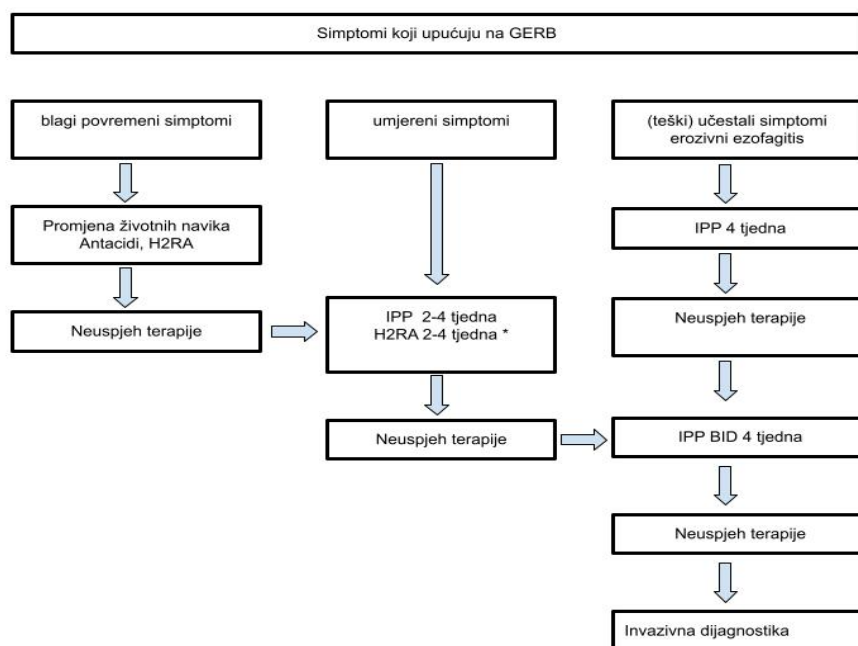 Simptomi koji upućuju na GERB
blagi povremeni simptomi
Promjena životnih navika
Antacidi, H2RA
Neuspjeh terapije
umjereni simptomi
IPP 2-4 tjedna
H2RA 2-4 tjedna *
Neuspjeh terapije
(teški) učestali simptomi
erozivni ezofagitis
IPP 4 tjedna
Neuspjeh terapije
IPP BID 4 tjedna
Neuspjeh terapije
Invazivna dijagnostika